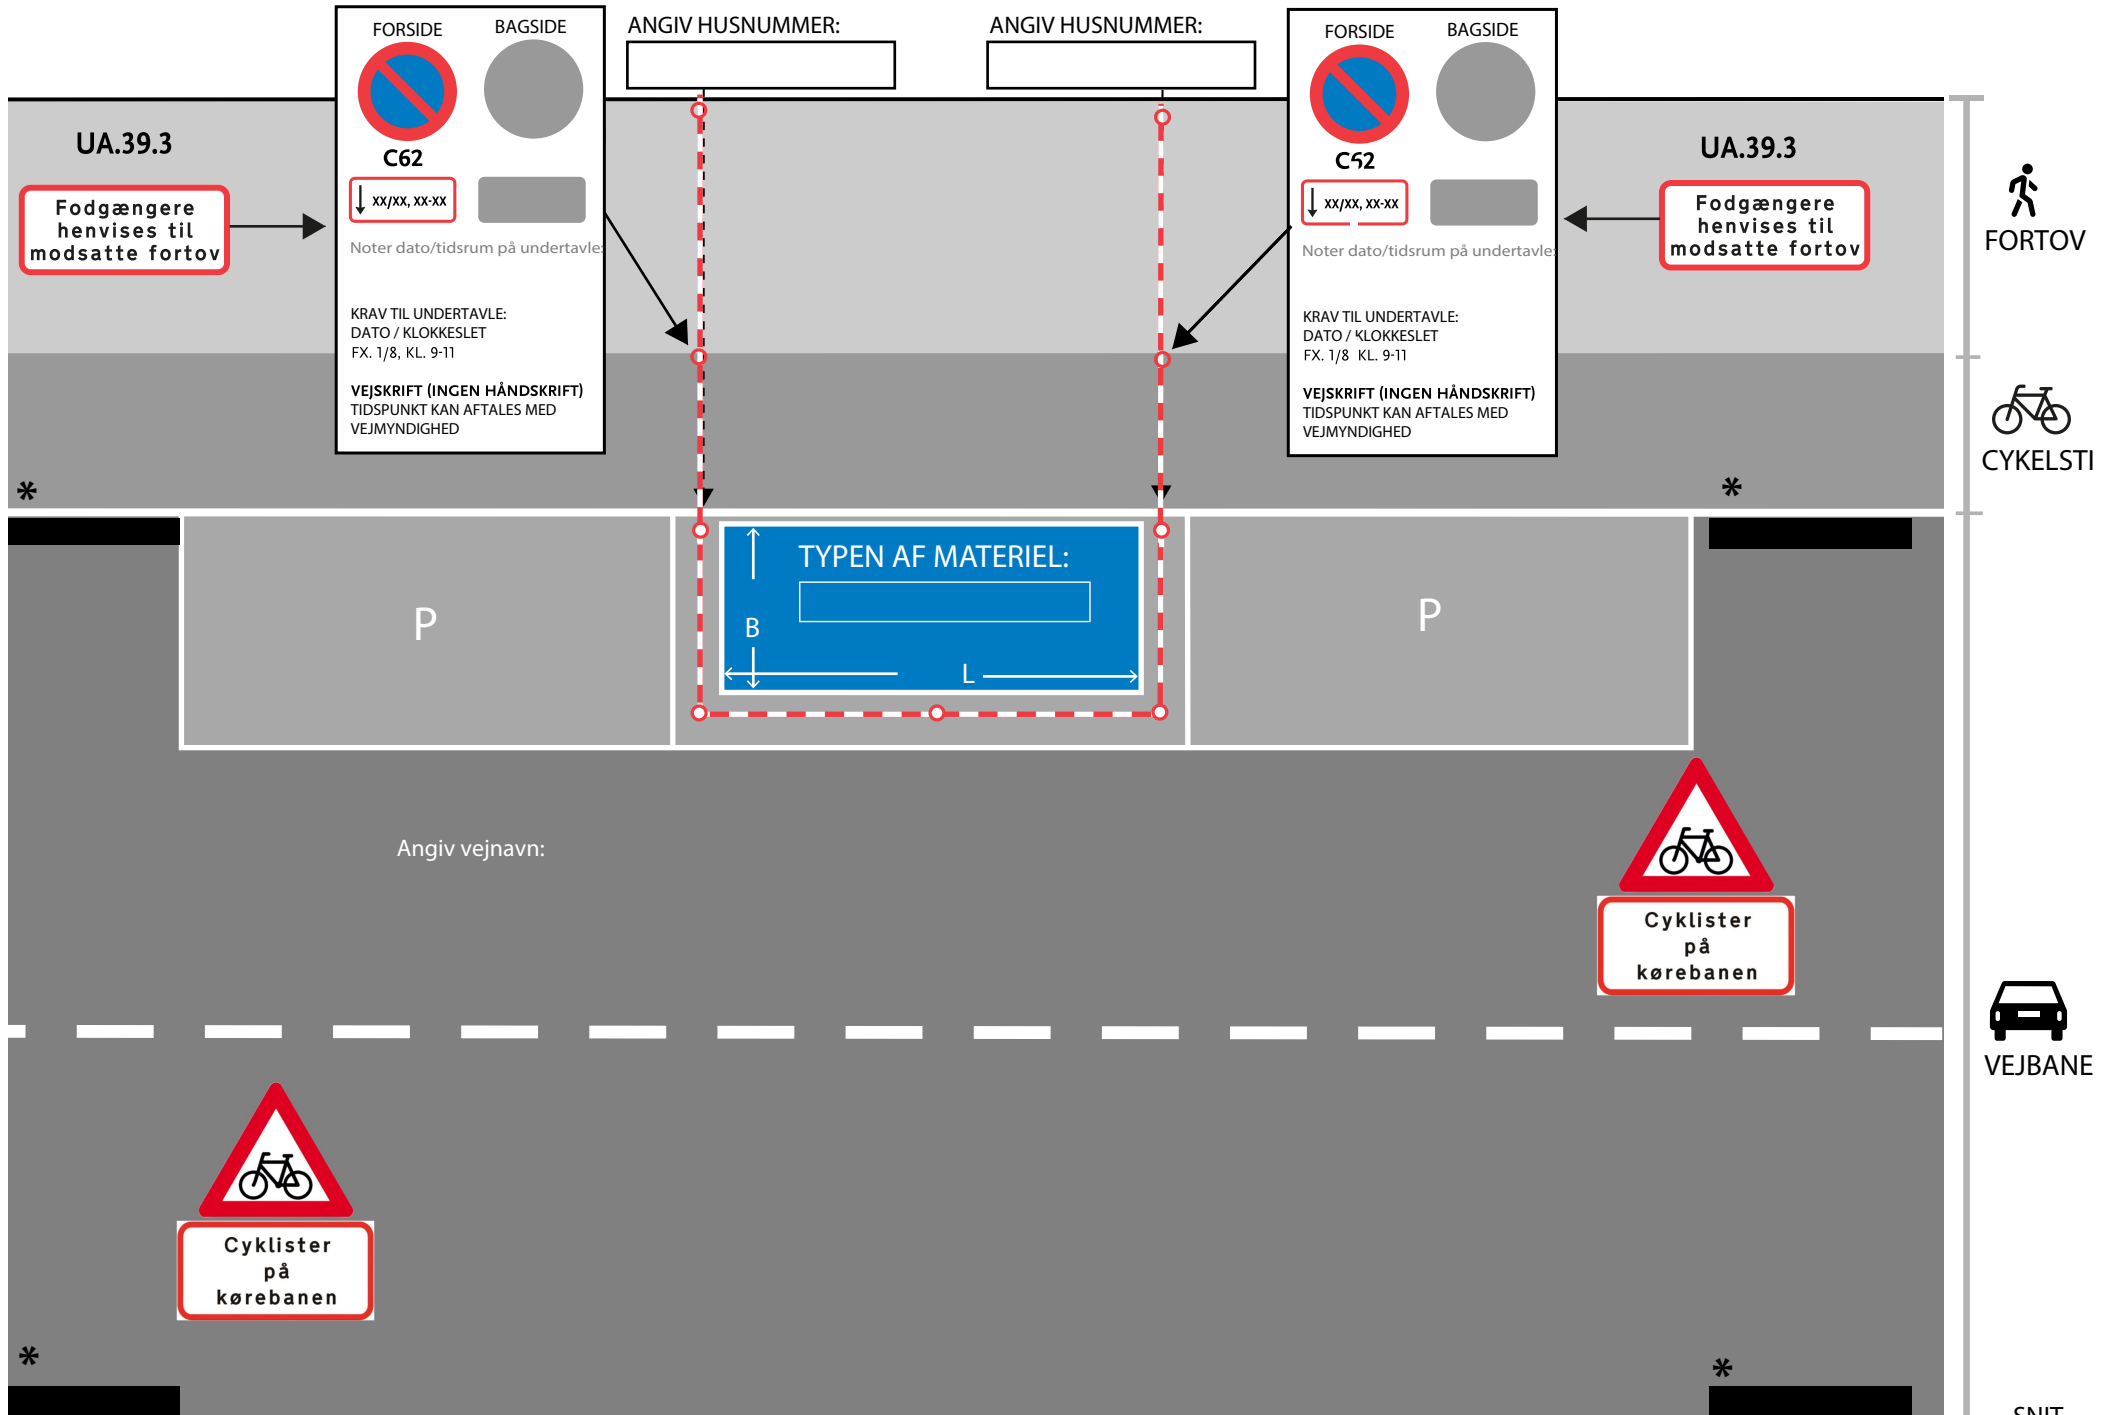 FORSIDE
BAGSIDE
C62
xx/xx, xx-xx
Noter dato/tidsrum på undertavle:
KRAV TIL UNDERTAVLE:
DATO / KLOKKESLET
FX. 1/8, KL. 9-11
VEJSKRIFT (INGEN HÅNDSKRIFT)
TIDSPUNKT KAN AFTALES MED
VEJMYNDIGHED
ANGIV HUSNUMMER:
ANGIV HUSNUMMER:
FORSIDE
BAGSIDE
C62
xx/xx, xx-xx
Noter dato/tidsrum på undertavle:
KRAV TIL UNDERTAVLE:
DATO / KLOKKESLET
FX. 1/8 KL. 9-11
VEJSKRIFT (INGEN HÅNDSKRIFT)
TIDSPUNKT KAN AFTALES MED
VEJMYNDIGHED
UA.39.3
Fodgængere
henvises til
modsatte fortov
UA.39.3
Fodgængere
henvises til
modsatte fortov
FORTOV
CYKELSTI
*
*
P
TYPEN AF MATERIEL:
B
L
P
Angiv vejnavn:
Cyklister
på
kørebanen
VEJBANE
Cyklister
på
kørebanen
*
*
SNIT